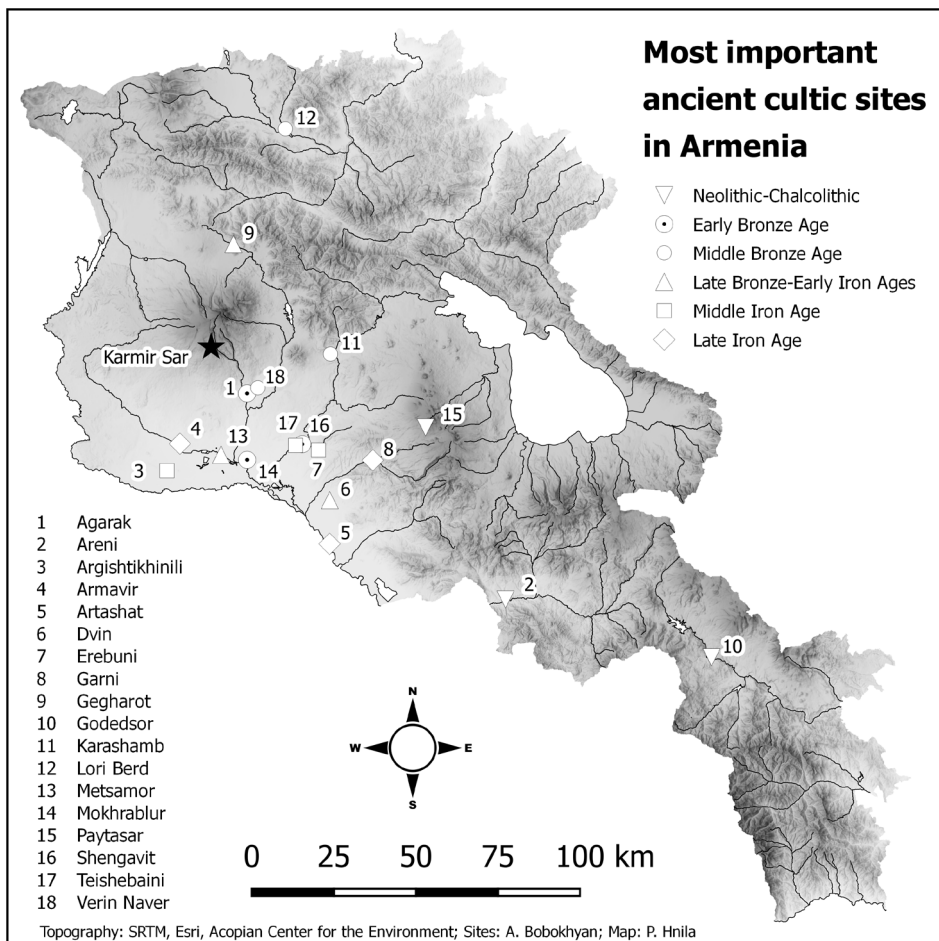 Most important
ancient cultic sites
in Armenia
Neolithic-Chalcolithic
Early Bronze Age
Middle Bronze Age
Late Bronze-Early Iron Ages
Middle Iron Age
Late Iron Age
12
9
11
Karmir Sar
1
18
15
17
16
4
13
8
3
14
7
6
5
2
10
1 Agarak
2 Areni
3 Argishtikhinili
4 Armavir
5 Artashat
6 Dvin
7 Erebuni
8 Garni
9 Gegharot
10 Godedsor
11 Karashamb
12 Lori Berd
13 Metsamor
14 Mokhrablur
15 Paytasar
16 Shengavit
17 Teishebaini
18 Verin Naver
N
W E
S
0 25 50 75 100 km
Topography: SRTM, Esri, Acopian Center for the Environment; Sites: A. Bobokhyan; Map: P. Hnila